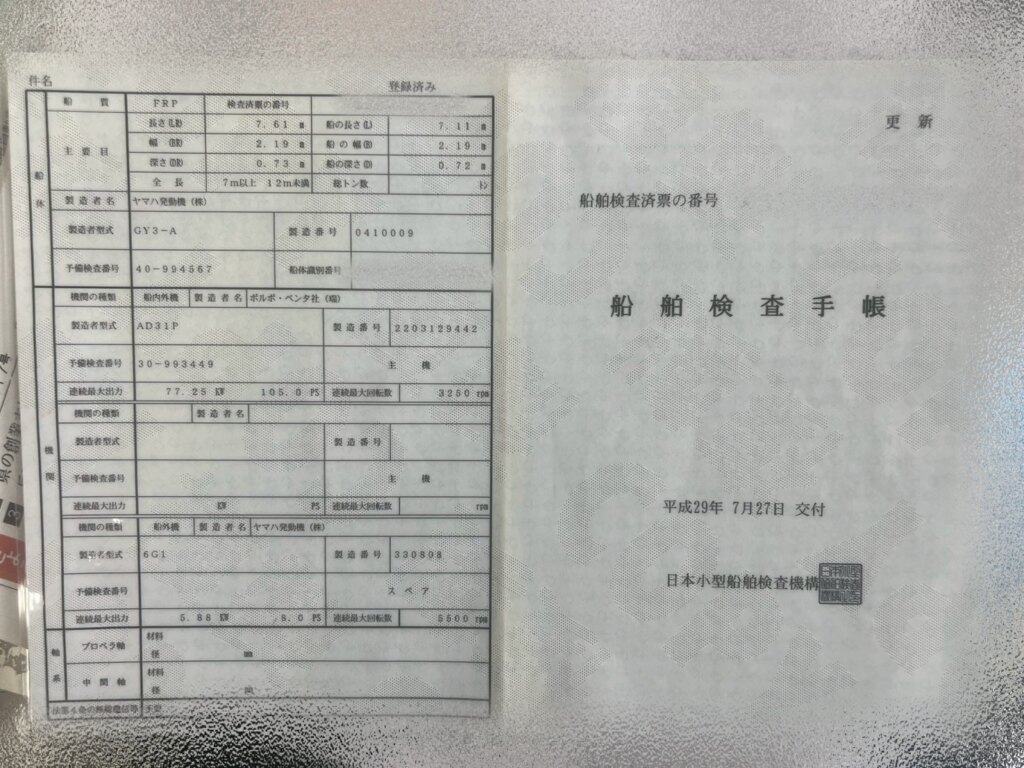 件名 登録済み
船体
船質 FRP 検査済票の番号
主要目 長さ(LR) 7.61 m 船の長さ(L) 7.11 m
幅 (BR) 2.19 m 船の幅(B) 2.19 m
深さ(DR) 0.73 m 船の深さ(D) 0.72 m
全長 7m以上 12m未満 総トン数 トン
製造者名 ヤマハ発動機(株)
製造者型式 GY3-A 製造番号 0410009
予備検査番号 40-994567 船体識別番号
機関
機関の種類 船内外機 製造者名 ボルボ・ペンタ社(瑞)
製造者型式 AD31P 製造番号 2203129442
予備検査番号 30-993449 主機
連続最大出力 77.25 KW 105.0 PS 連続最大回転数 3250 rpm
機関の種類 製造者名
製造者型式 製造番号
予備検査番号 主機
連続最大出力 KW PS 連続最大回転数 rpm
機関の種類 船外機 製造者名 ヤマハ発動機(株)
製造者型式 6G1 製造番号 330808
予備検査番号 スペア
連続最大出力 5.88 KW 8.0 PS 連続最大回転数 5500 rpm
軸系
プロペラ軸 材料
径 mm
中間軸 材料
径 mm
法第4条の無線電信等 不要
更新
船舶検査済票の番号
船舶検査手帳
平成29年 7月27日 交付
日本小型船舶検査機構